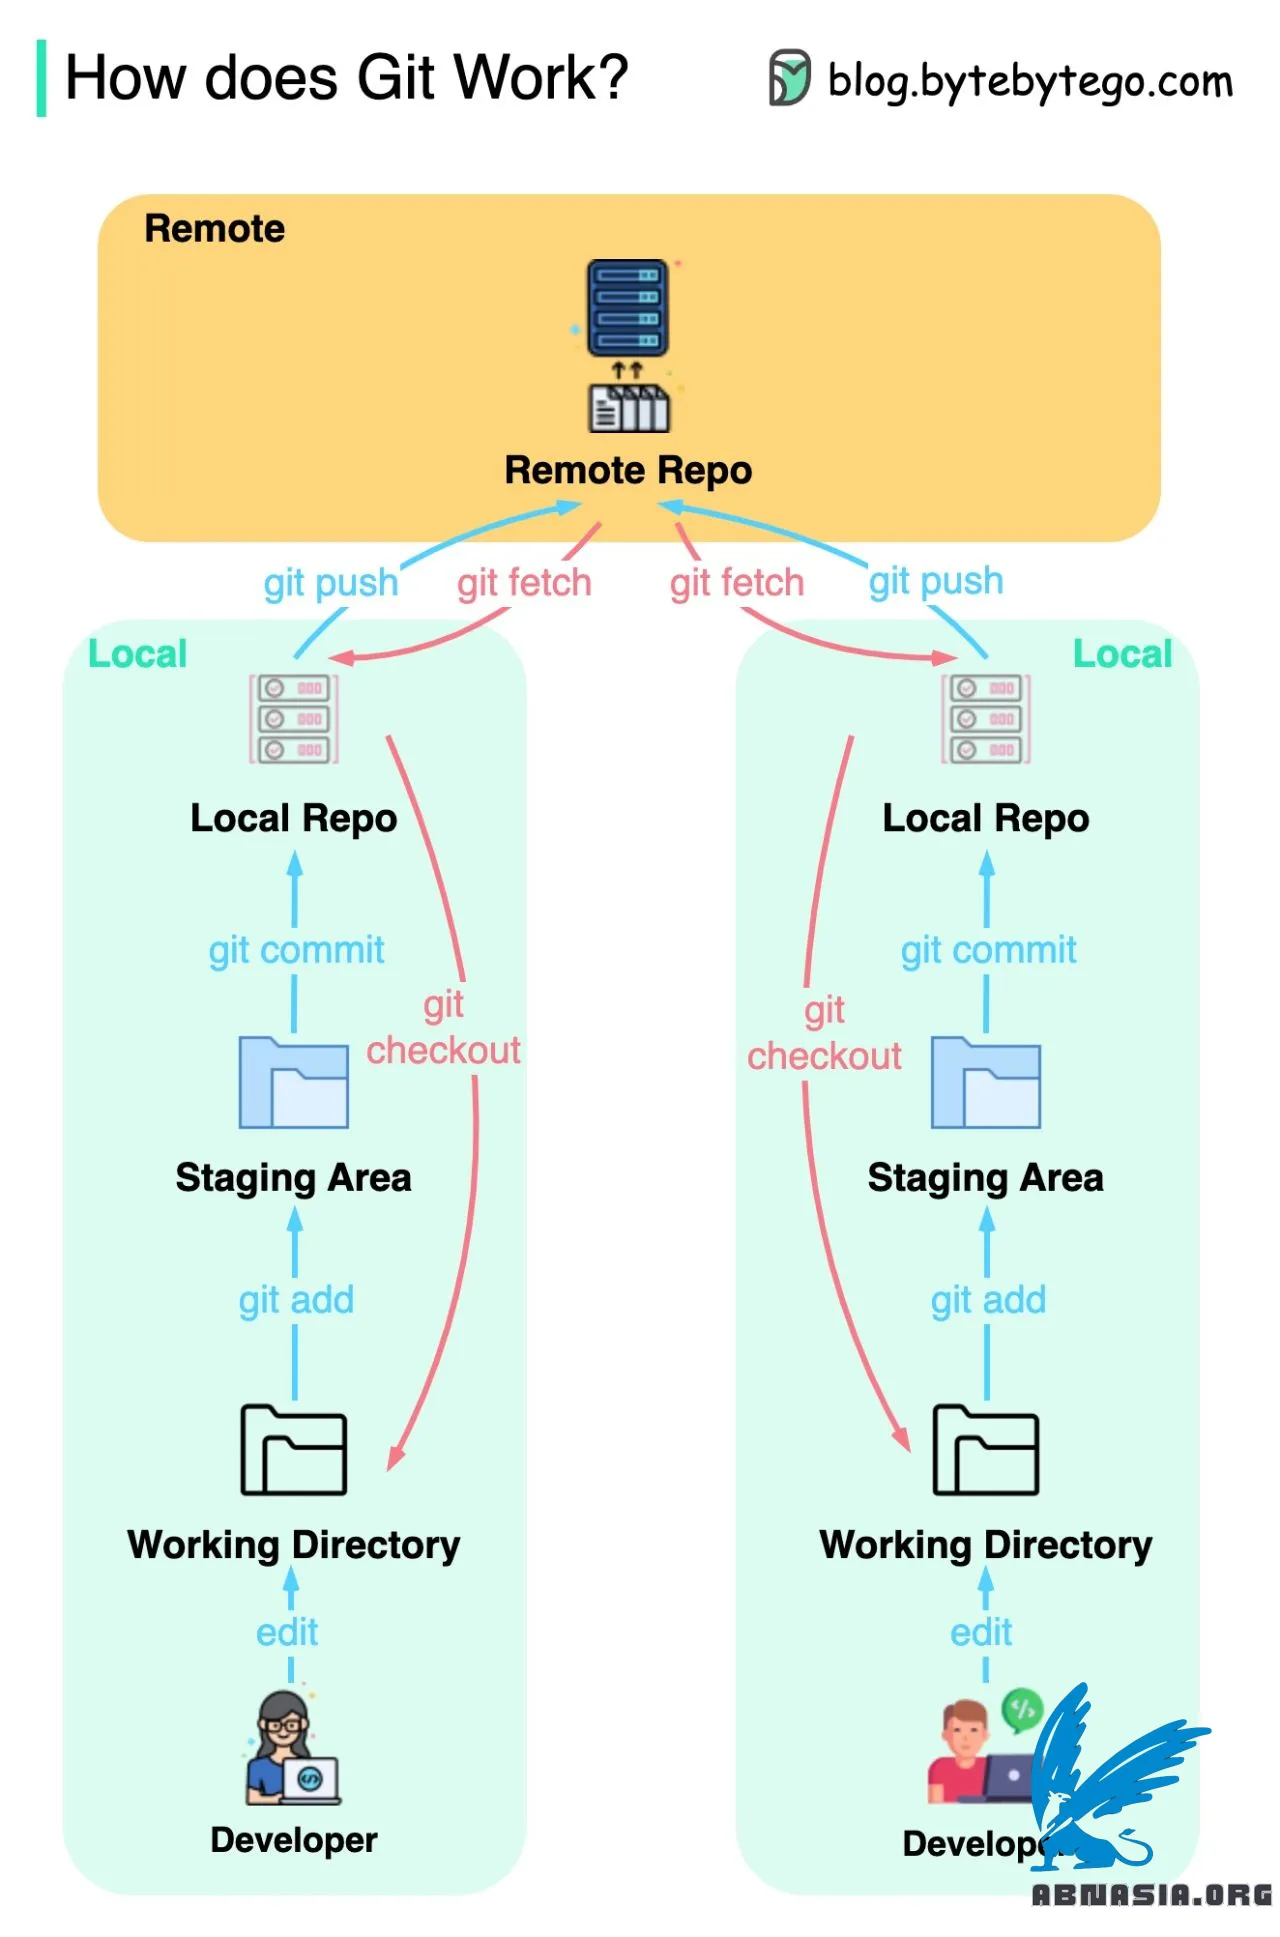 How does Git Work?
blog.bytebytego.com
Remote
Remote Repo
git push
git fetch
git fetch
git push
Local
Local
Local Repo
Local Repo
git commit
git commit
git
checkout
git
checkout
Staging Area
Staging Area
git add
git add
Working Directory
Working Directory
edit
edit
Developer
Develope
ABNASIA.ORG